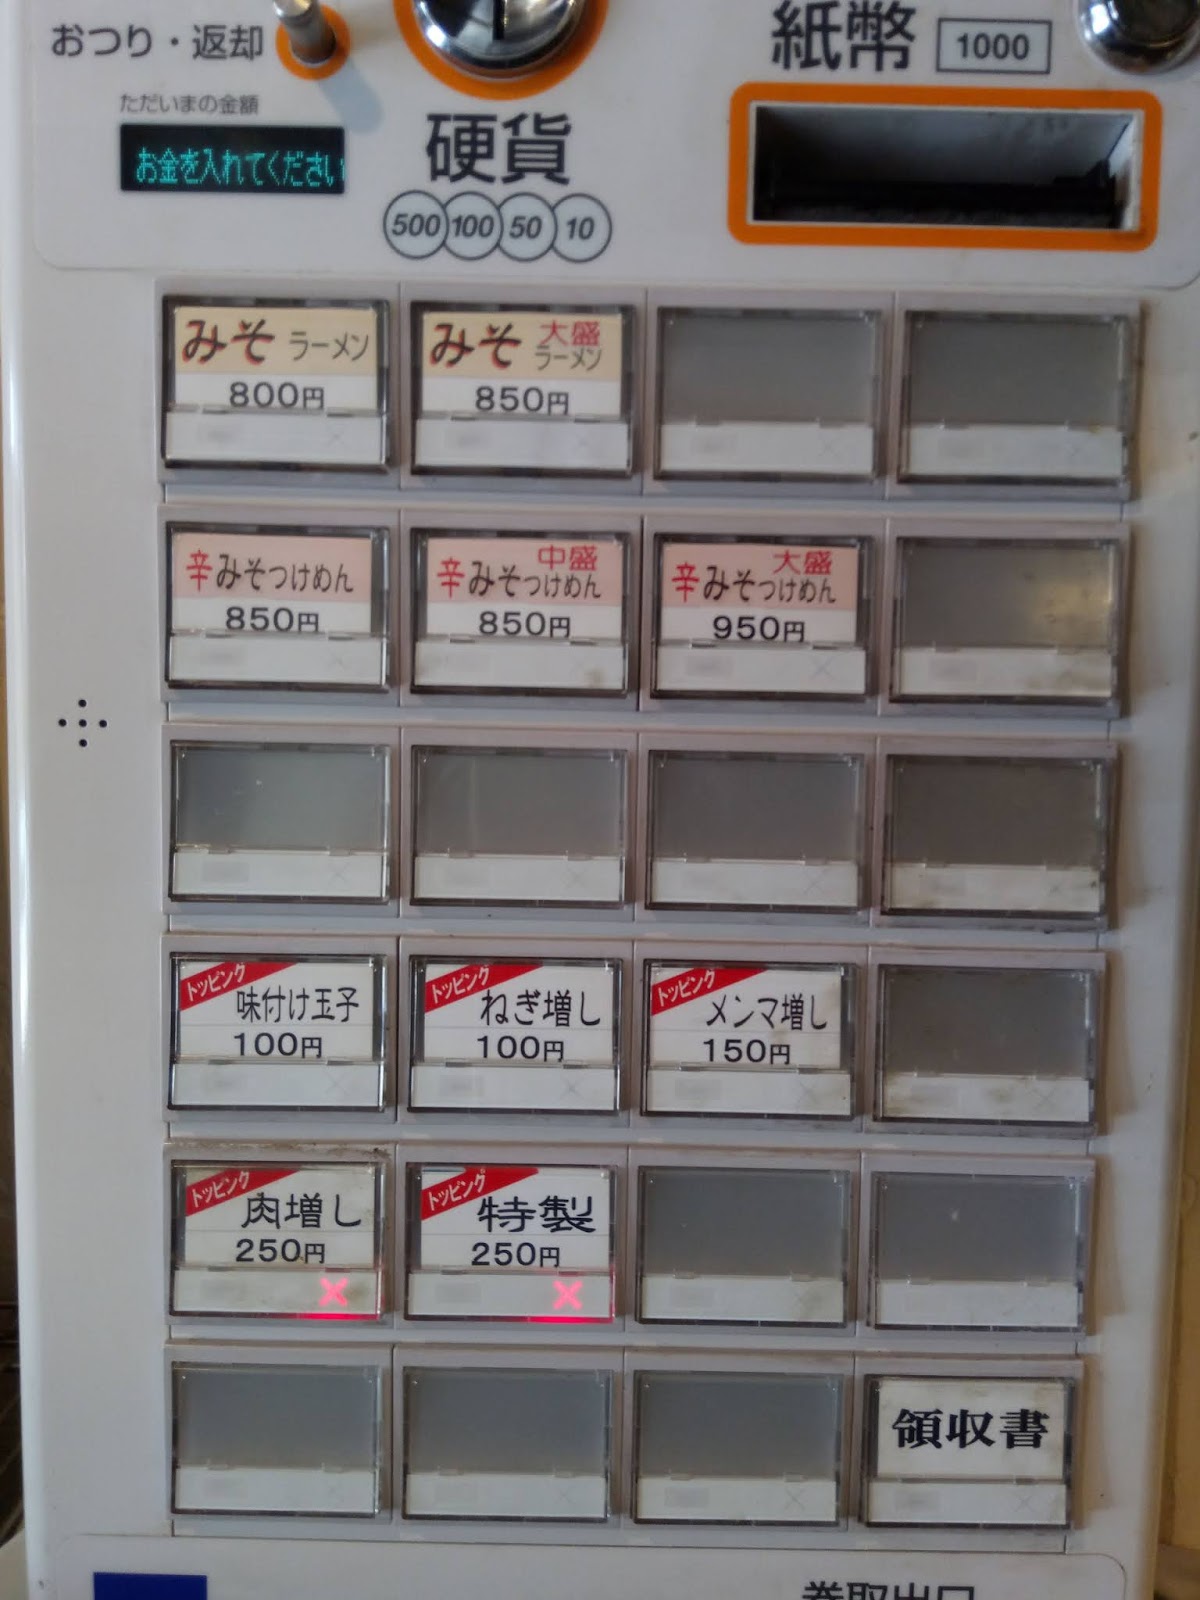 おつり・返却
ただいまの金額
お金を入れてください
硬貨
500 100 50 10
紙幣 1000
みそ ラーメン
800円
みそ 大盛 ラーメン
850円
辛みそつけめん
850円
中盛
辛みそつけめん
850円
大盛
辛みそつけめん
950円
トッピング
味付け玉子
100円
トッピング
ねぎ増し
100円
トッピング
メンマ増し
150円
トッピング
肉増し
250円
×
トッピング
特製
250円
×
領収書
券取出口